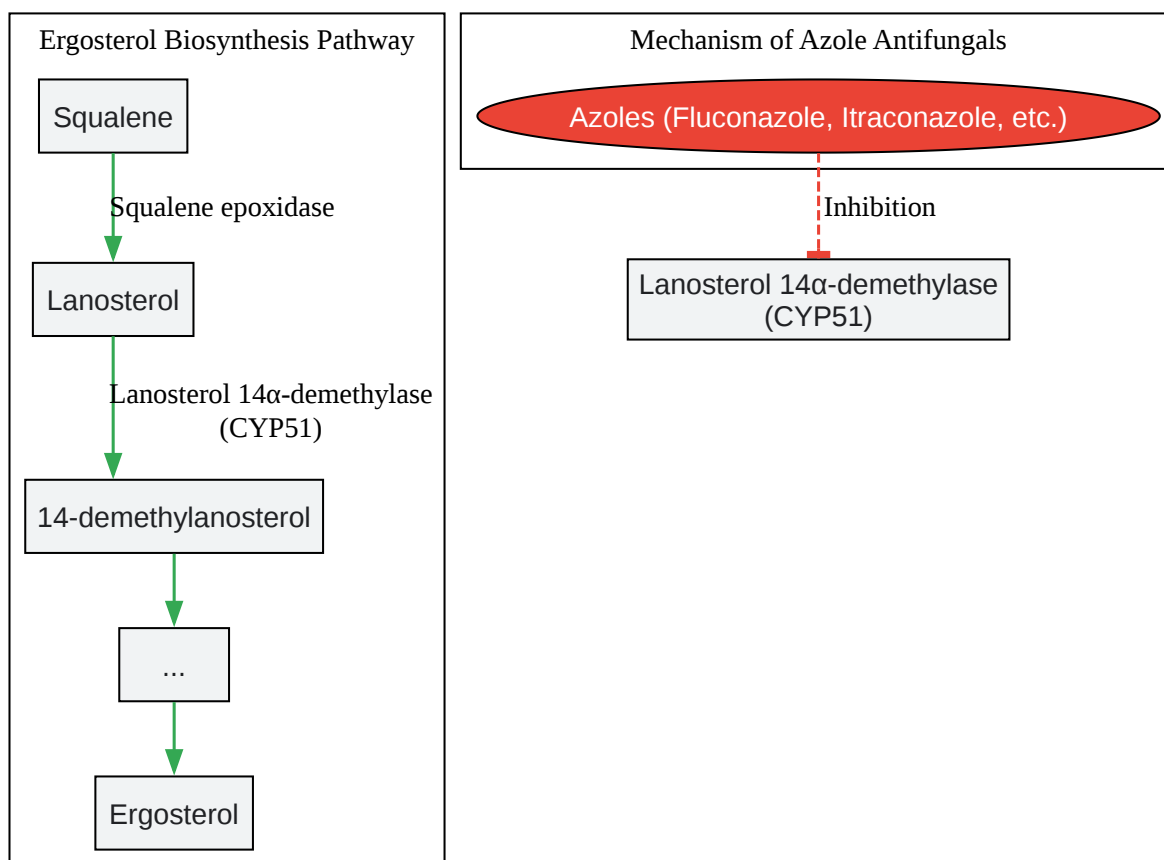 Ergosterol Biosynthesis Pathway
Squalene
Squalene epoxidase
Lanosterol
Lanosterol 14α-demethylase
(CYP51)
14-demethylanosterol
...
Ergosterol
Mechanism of Azole Antifungals
Azoles (Fluconazole, Itraconazole, etc.)
Inhibition
Lanosterol 14α-demethylase
(CYP51)